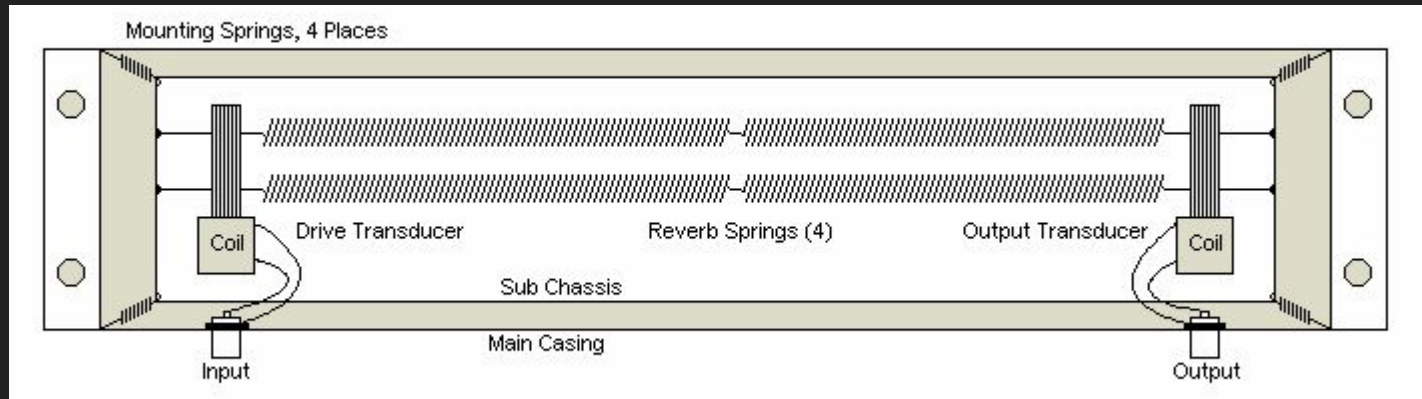 Mounting Springs, 4 Places
Coil
Drive Transducer
Reverb Springs (4)
Output Transducer
Coil
Sub Chassis
Main Casing
Input
Output